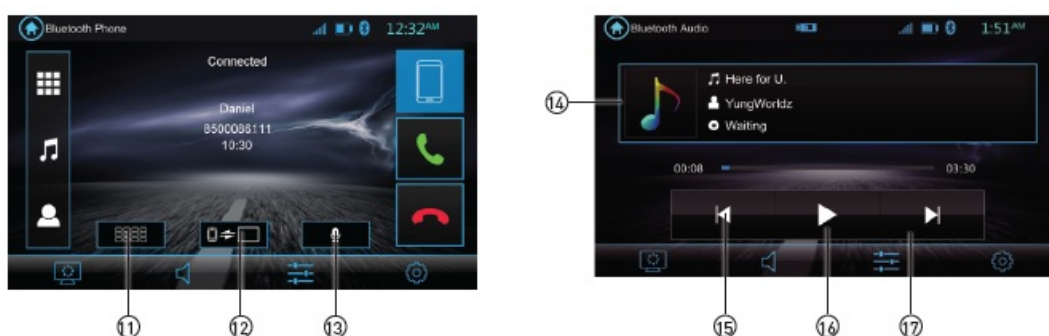 Bluetooth Phone
12:32AM
Connected
Daniel
8500086111
10:30
11
12
13
Bluetooth Audio
1:51AM
14
Here for U.
YungWorldz
Waiting
00:08
03:30
15
16
17